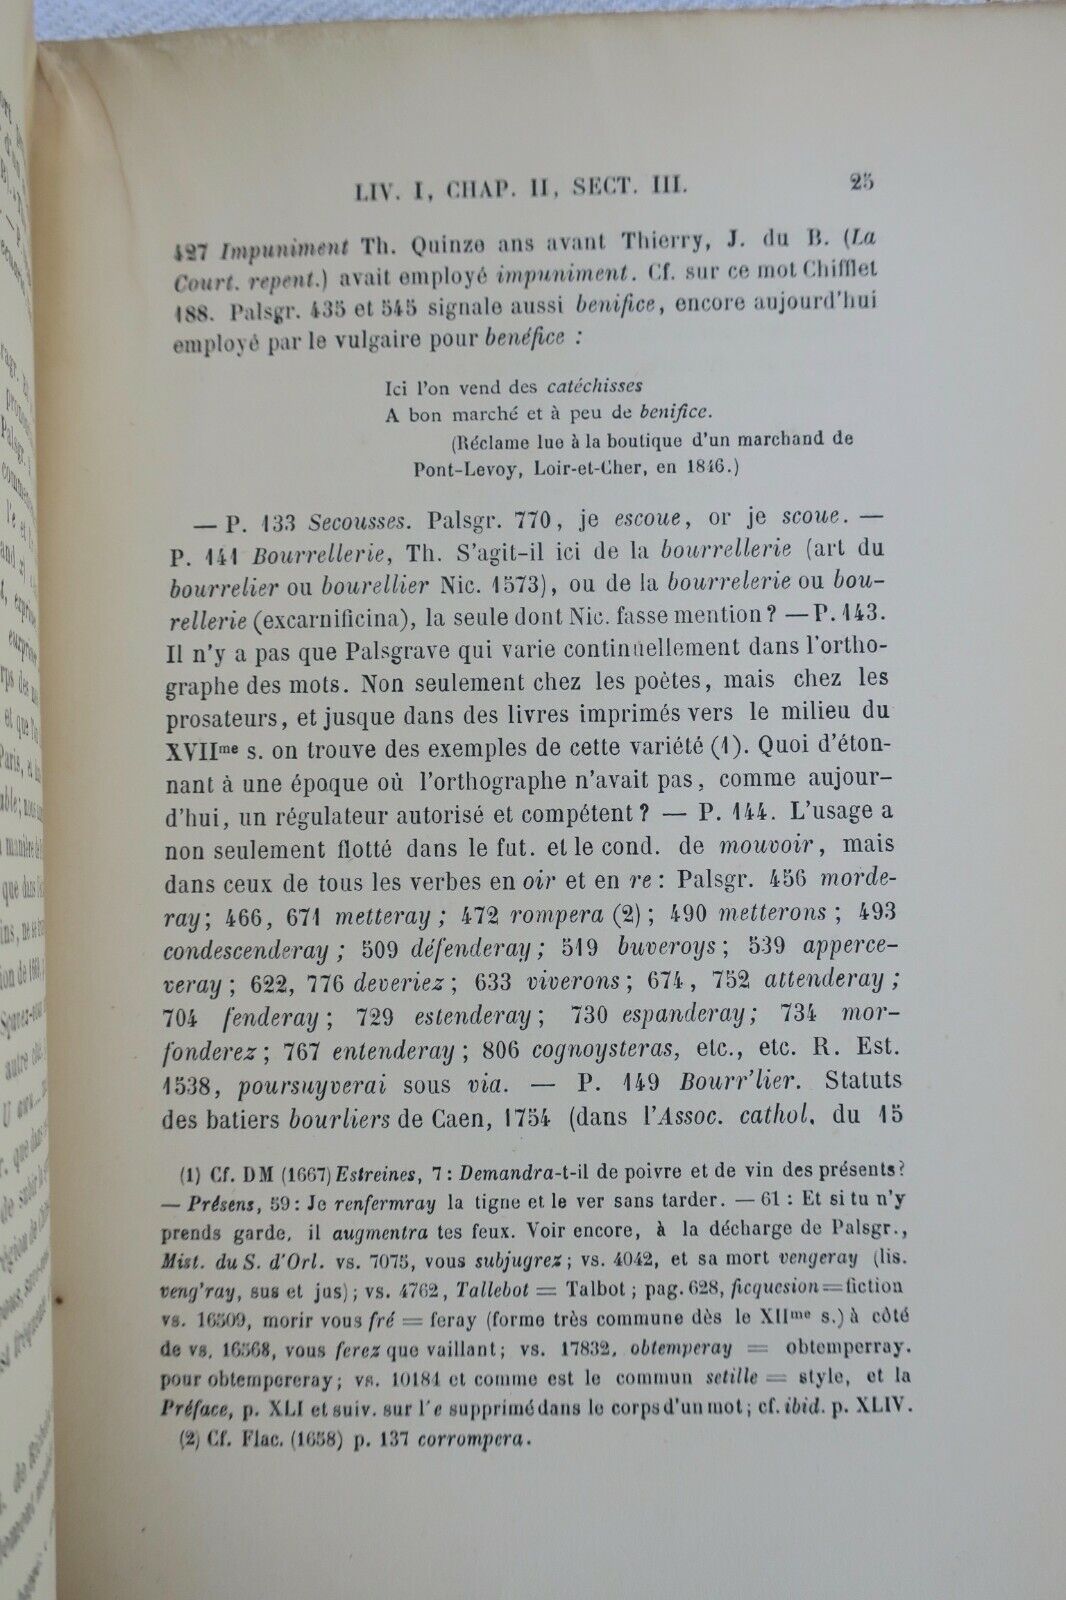 LIV. I, CHAP. II, SECT. III. 25
427 Impuniment Th. Quinze ans avant Thierry, J. du B. (La
Court. repent.) avait employé impuniment. Cf. sur ce mot Chifflet
188. Palsgr. 435 et 545 signale aussi benifice, encore aujourd'hui
employé par le vulgaire pour benéfice :
Ici l'on vend des catéchisses
A bon marché et à peu de benifice.
(Réclame lue à la boutique d'un marchand de
Pont-Levoy, Loir-et-Cher, en 1846.)
— P. 133 Secousses. Palsgr. 770, je escoue, or je scoue. —
P. 141 Bourrellerie, Th. S'agit-il ici de la bourrellerie (art du
bourrelier ou bourellier Nic. 1573), ou de la bourrelerie ou bou-
rellerie (excarnificina), la seule dont Nic. fasse mention ? — P. 143.
Il n'y a pas que Palsgrave qui varie continuellement dans l'ortho-
graphe des mots. Non seulement chez les poètes, mais chez les
prosateurs, et jusque dans des livres imprimés vers le milieu du
XVIIme s. on trouve des exemples de cette variété (1). Quoi d'éton-
nant à une époque où l'orthographe n'avait pas, comme aujour-
d'hui, un régulateur autorisé et compétent ? — P. 144. L'usage a
non seulement flotté dans le fut. et le cond. de mouvoir, mais
dans ceux de tous les verbes en oir et en re : Palsgr. 456 morde-
ray; 466, 671 metteray ; 472 rompera (2) ; 490 metterons ; 493
condescenderay ; 509 défenderay ; 519 buveroys ; 539 apperce-
veray ; 622, 776 deveriez ; 633 viverons ; 674, 752 attenderay ;
704 fenderay ; 729 estenderay ; 730 espanderay; 734 mor-
fonderez ; 767 entenderay ; 806 cognoysteras, etc., etc. R. Est.
1538, poursuyverai sous via. — P. 149 Bourr'lier. Statuts
des batiers bourliers de Caen, 1754 (dans l'Assoc. cathol. du 15
(1) Cf. DM (1667) Estreines, 7 : Demandra-t-il de poivre et de vin des présents ?
— Présens, 59 : Je renfermray la tigne et le ver sans tarder. — 61 : Et si tu n'y
prends garde, il augmentra tes feux. Voir encore, à la décharge de Palsgr.,
Mist. du S. d'Orl. vs. 7075, vous subjugrez ; vs. 4042, et sa mort vengeray (lis.
veng'ray, sus et jus) ; vs. 4762, Tallebot = Talbot ; pag. 628, ficquesion = fiction
vs. 16509, morir vous fré = feray (forme très commune dès le XIIme s.) à côté
de vs. 16568, vous ferez que vaillant ; vs. 17832, obtemperay = obtemperray.
pour obtempereray ; vs. 10184 et comme est le commun setille = style, et la
Préface, p. XLI et suiv. sur l'e supprimé dans le corps d'un mot ; cf. ibid. p. XLIV.
(2) Cf. Flac. (1658) p. 137 corrompera.